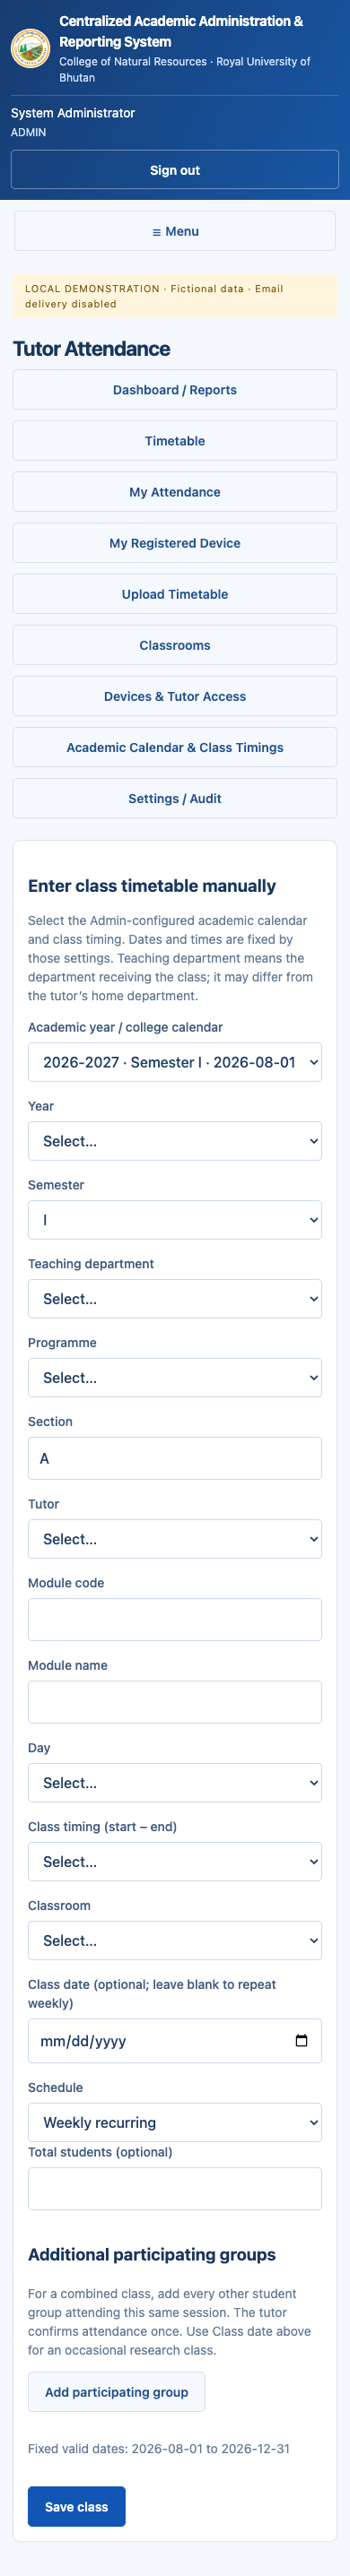 Centralized Academic Administration &
Reporting System
College of Natural Resources · Royal University of
Bhutan
System Administrator
ADMIN
Sign out
≡ Menu
LOCAL DEMONSTRATION · Fictional data · Email
delivery disabled
Tutor Attendance
Dashboard / Reports
Timetable
My Attendance
My Registered Device
Upload Timetable
Classrooms
Devices & Tutor Access
Academic Calendar & Class Timings
Settings / Audit
Enter class timetable manually
Select the Admin-configured academic calendar
and class timing. Dates and times are fixed by
those settings. Teaching department means the
department receiving the class; it may differ from
the tutor’s home department.
Academic year / college calendar
2026-2027 · Semester I · 2026-08-01
Year
Select...
Semester
I
Teaching department
Select...
Programme
Select...
Section
A
Tutor
Select...
Module code
Module name
Day
Select...
Class timing (start – end)
Select...
Classroom
Select...
Class date (optional; leave blank to repeat
weekly)
mm/dd/yyyy
Schedule
Weekly recurring
Total students (optional)
Additional participating groups
For a combined class, add every other student
group attending this same session. The tutor
confirms attendance once. Use Class date above
for an occasional research class.
Add participating group
Fixed valid dates: 2026-08-01 to 2026-12-31
Save class